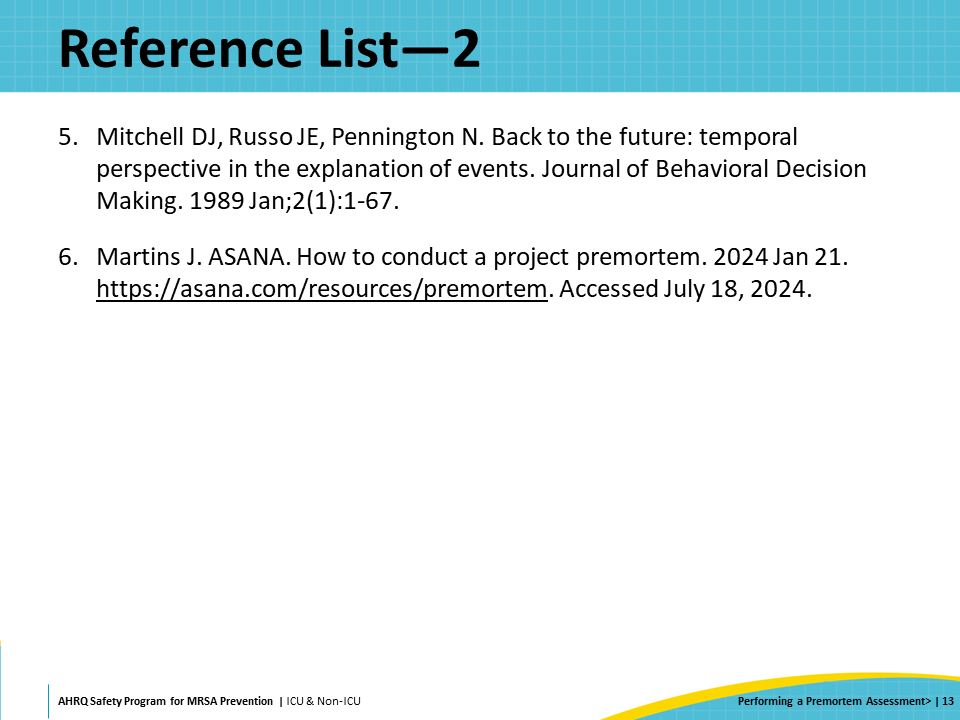 Reference List—2
5. Mitchell DJ, Russo JE, Pennington N. Back to the future: temporal
perspective in the explanation of events. Journal of Behavioral Decision
Making. 1989 Jan;2(1):1-67.
6. Martins J. ASANA. How to conduct a project premortem. 2024 Jan 21.
https://asana.com/resources/premortem. Accessed July 18, 2024.
AHRQ Safety Program for MRSA Prevention | ICU & Non-ICU
Performing a Premortem Assessment> | 13